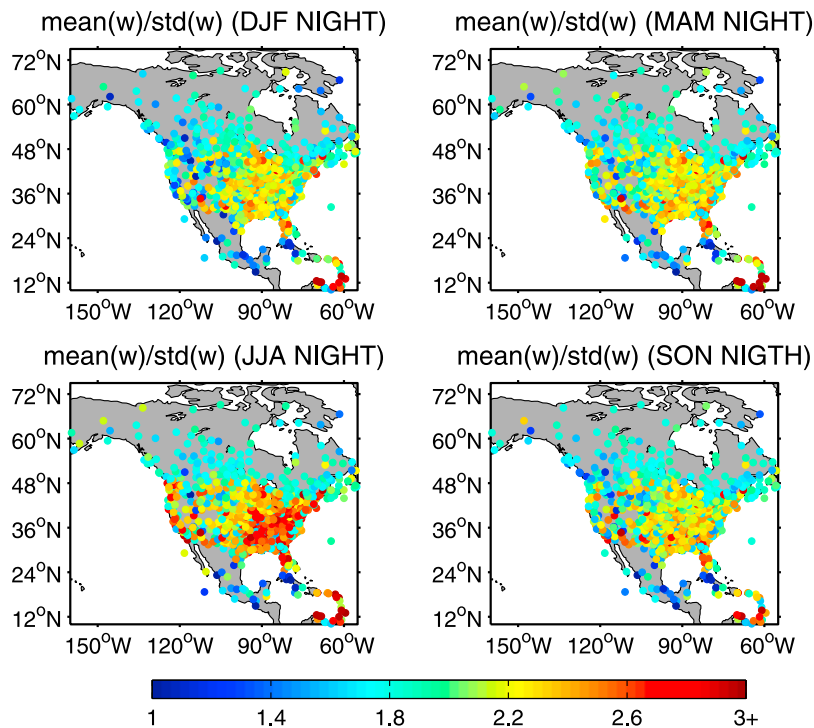 mean(w)/std(w) (DJF NIGHT)
mean(w)/std(w) (MAM NIGHT)
72°N
60°N
48°N
36°N
24°N
12°N
150°W 120°W 90°W 60°W
72°N
60°N
48°N
36°N
24°N
12°N
150°W 120°W 90°W 60°W
mean(w)/std(w) (JJA NIGHT)
mean(w)/std(w) (SON NIGTH)
72°N
60°N
48°N
36°N
24°N
12°N
150°W 120°W 90°W 60°W
72°N
60°N
48°N
36°N
24°N
12°N
150°W 120°W 90°W 60°W
1 1.4 1.8 2.2 2.6 3+